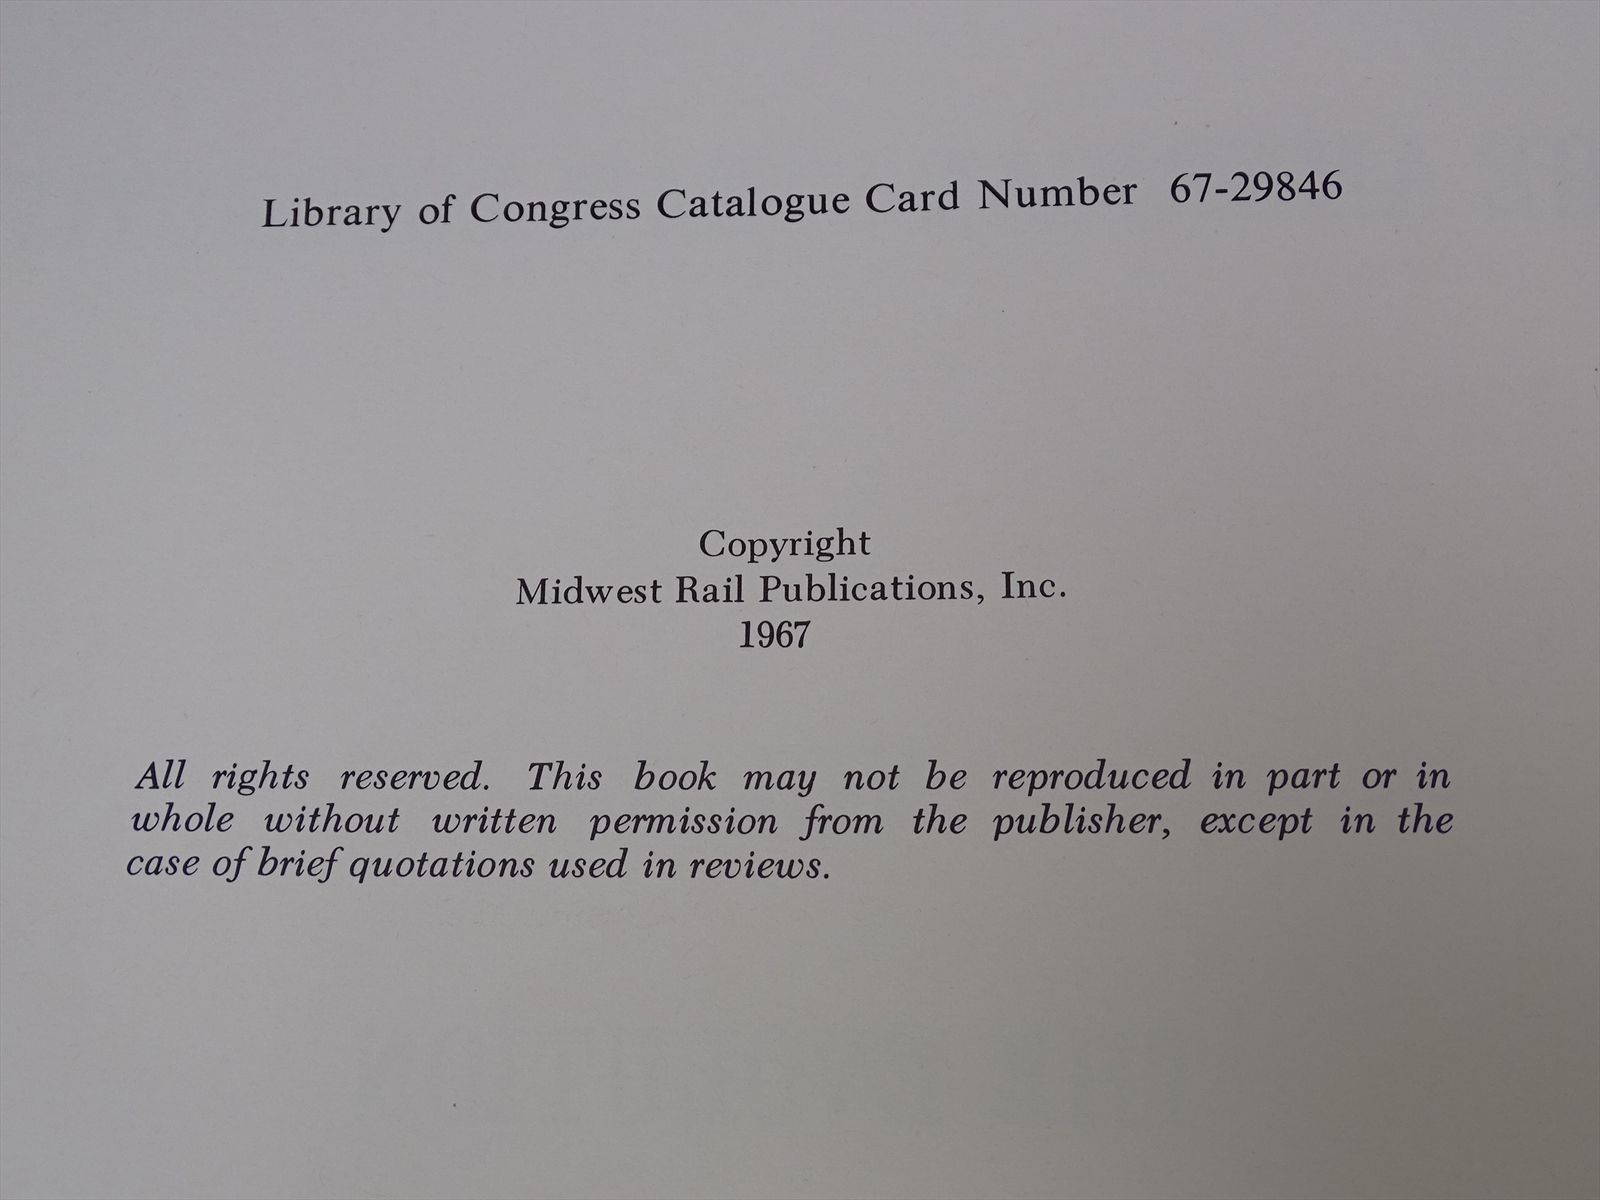 Library of Congress Catalogue Card Number 67-29846
Copyright
Midwest Rail Publications, Inc.
1967
All rights reserved. This book may not be reproduced in part or in
whole without written permission from the publisher, except in the
case of brief quotations used in reviews.